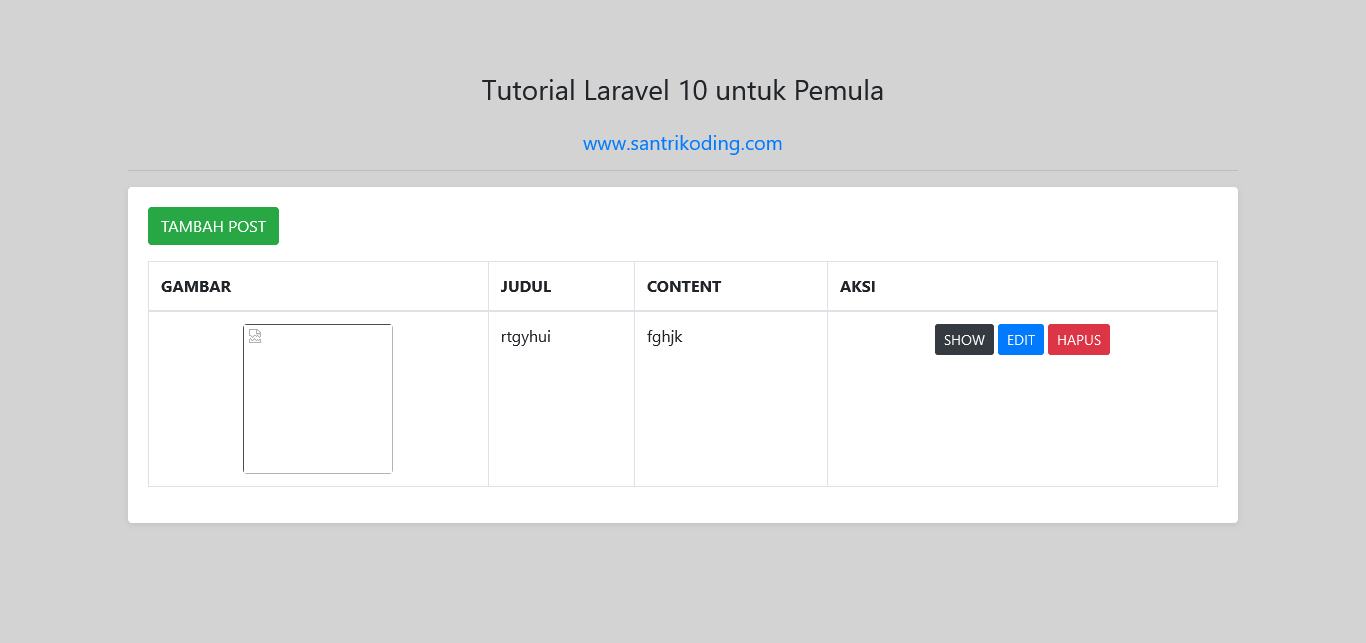 Tutorial Laravel 10 untuk Pemula
www.santrikoding.com
TAMBAH POST
GAMBAR JUDUL CONTENT AKSI
rtgyhui fghjk SHOW EDIT HAPUS